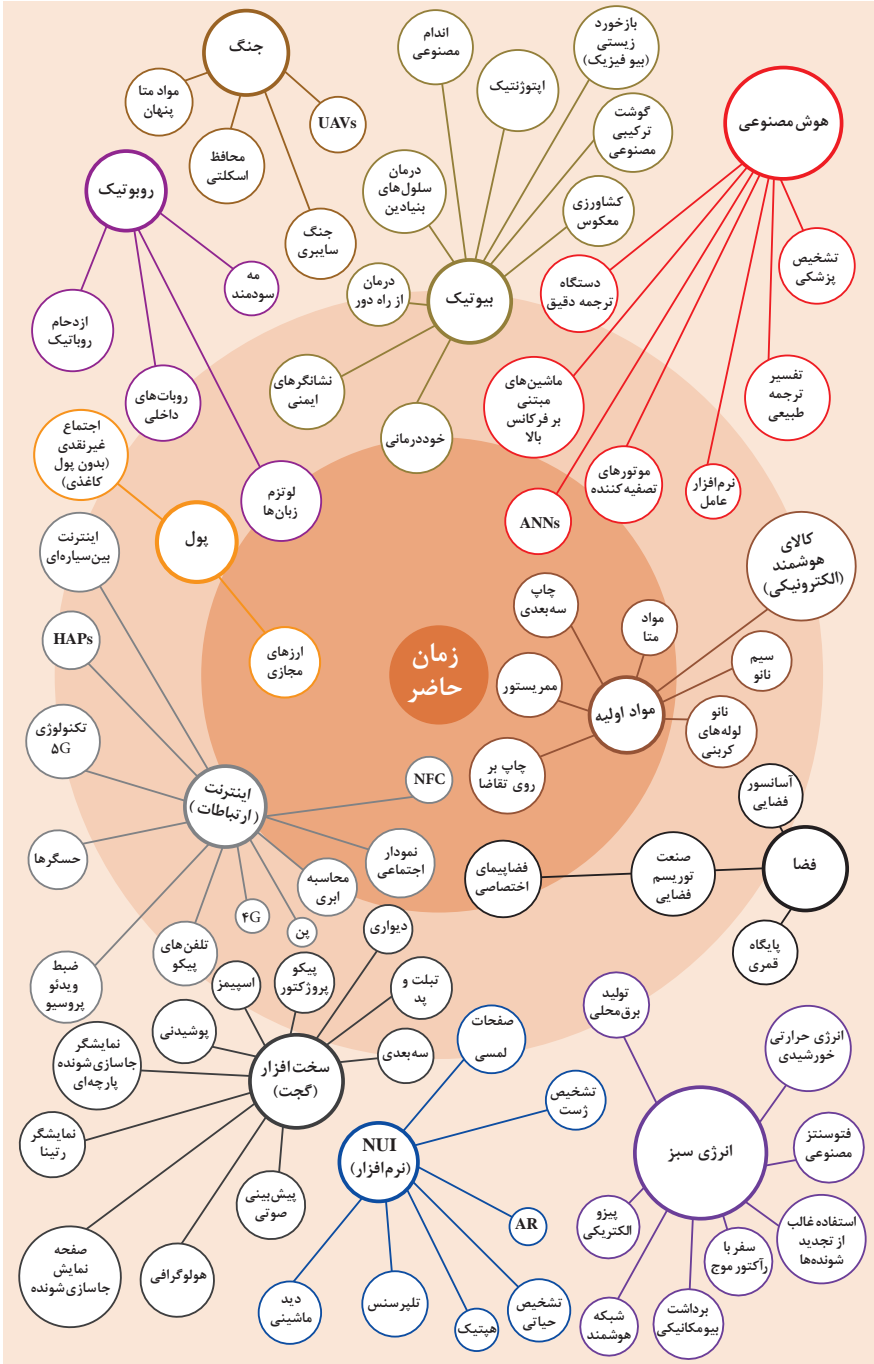 زمان
حاضر
جنگ
مواد متا
پنهان
محافظ
اسکلتی
UAVs
جنگ
سایبری
روبوتیک
مه
سودمند
ازدحام
روباتیک
روبات‌های
داخلی
لوتزم
زبان‌ها
پول
اجتماع
غیرنقدی
(بدون پول
کاغذی)
ارزهای
مجازی
بیوتیک
اندام
مصنوعی
اپتوژنتیک
بازخورد
زیستی
(بیو فیزیک)
گوشت
ترکیبی
مصنوعی
کشاورزی
معکوس
درمان
سلول‌های
بنیادین
درمان
از راه دور
نشانگرهای
ایمنی
خوددرمانی
هوش مصنوعی
تشخیص
پزشکی
تفسیر
ترجمه
طبیعی
نرم‌افزار
عامل
موتورهای
تصفیه‌کننده
ANNs
ماشین‌های
مبتنی
بر فرکانس
بالا
دستگاه
ترجمه دقیق
مواد اولیه
کالای
هوشمند
(الکترونیکی)
مواد
متا
چاپ
سه‌بعدی
ممریستور
چاپ بر
روی تقاضا
سیم
نانو
نانو
لوله‌های
کربنی
فضا
آسانسور
فضایی
صنعت
توریسم
فضایی
فضاپیمای
اختصاصی
پایگاه
قمری
اینترنت
(ارتباطات)
اینترنت
بین‌سیاره‌ای
HAPs
تکنولوژی
۵G
حسگرها
ضبط
ویدئو
پروسیو
تلفن‌های
پیکو
۴G
پن
محاسبه
ابری
نمودار
اجتماعی
NFC
سخت‌افزار
(گجت)
دیواری
پیکو
پروژکتور
اسپیمز
تبلت و
پد
سه‌بعدی
پوشیدنی
نمایشگر
جاسازی‌شونده
پارچه‌ای
نمایشگر
رتینا
صفحه
نمایش
جاسازی‌شونده
هولوگرافی
پیش‌بینی
صوتی
NUI
(نرم‌افزار)
صفحات
لمسی
تشخیص
ژست
AR
تشخیص
حیاتی
هپتیک
تلپرسنس
دید
ماشینی
انرژی سبز
تولید
برق‌محلی
انرژی حرارتی
خورشیدی
فتوسنتز
مصنوعی
استفاده غالب
از تجدید
شونده‌ها
سفر با
رآکتور موج
برداشت
بیومکانیکی
شبکه
هوشمند
پیزو
الکتریکی